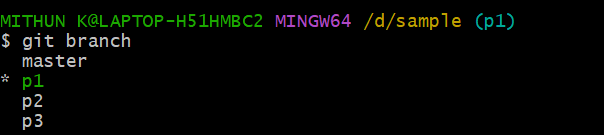 MITHUN K@LAPTOP-H51HMBC2 MINGW64 /d/sample (p1)
$ git branch
  master
* p1
  p2
  p3